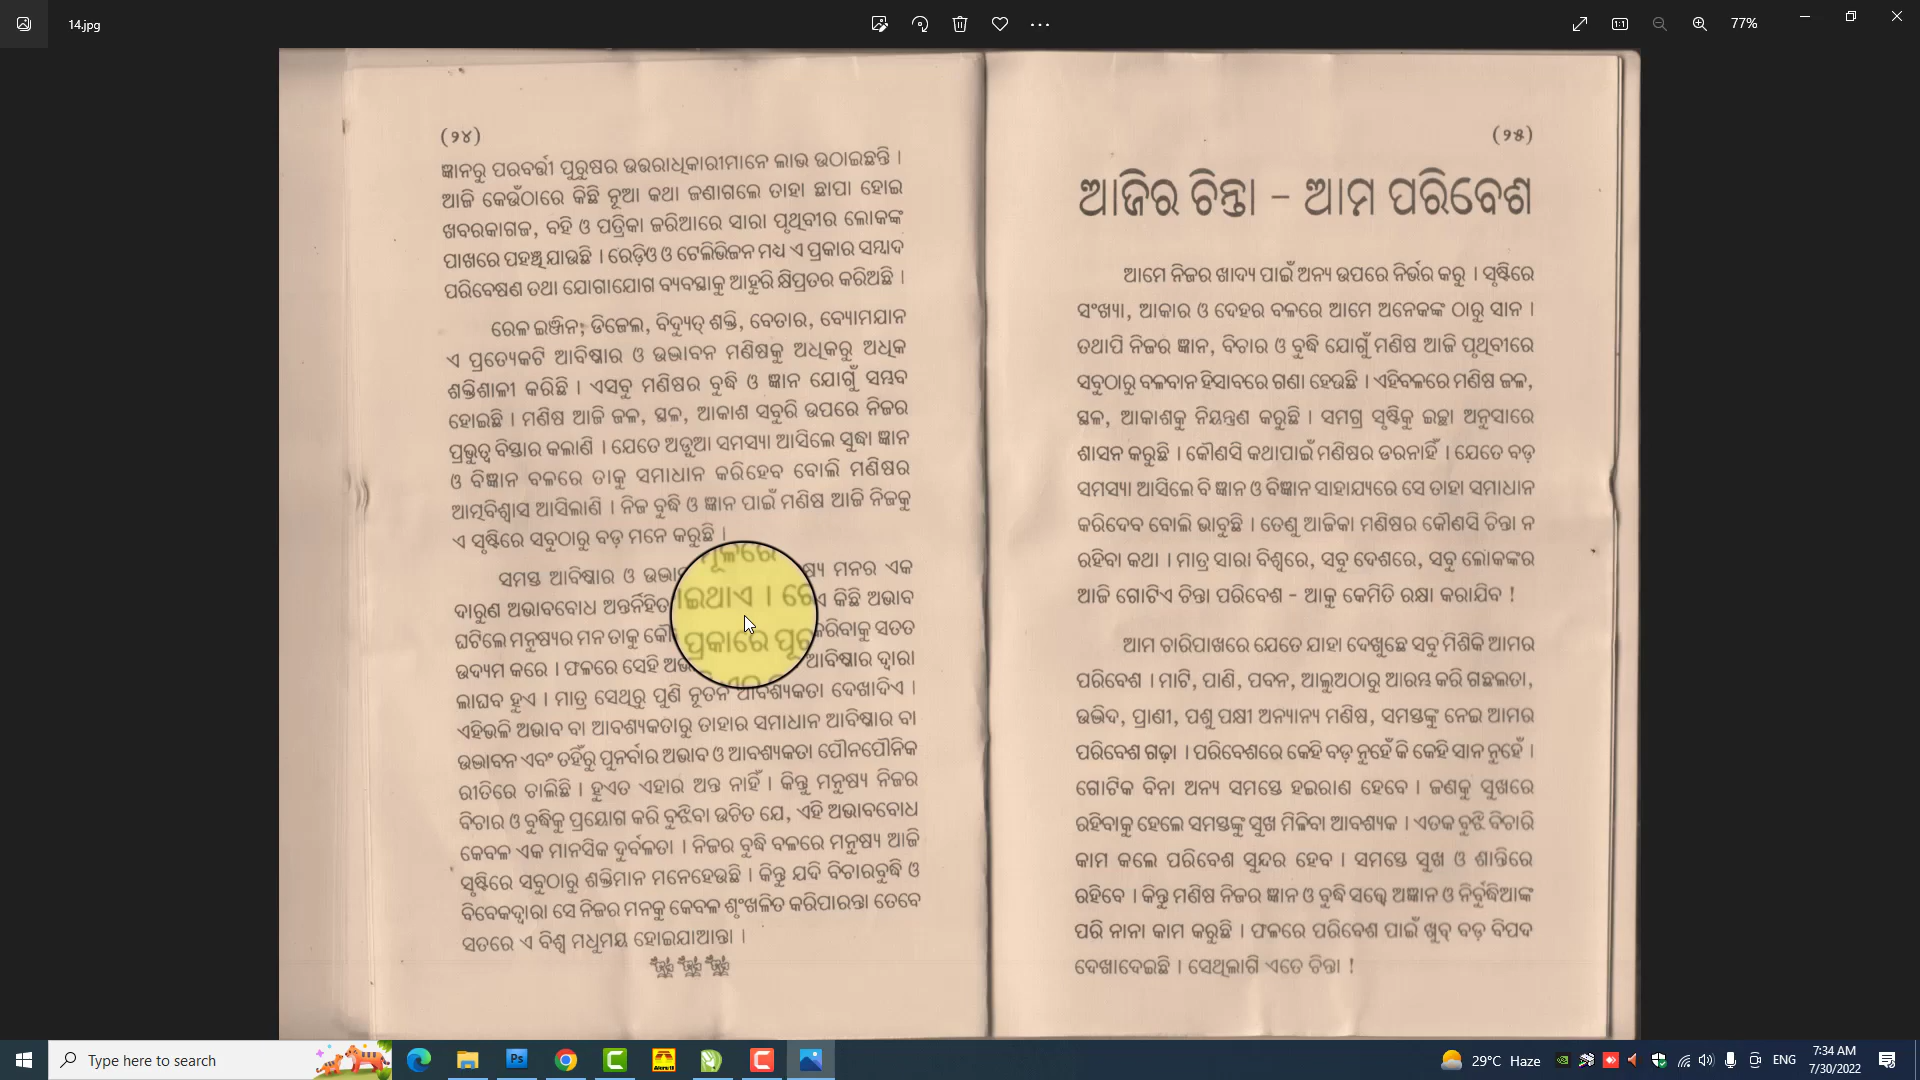 14.jpg
77%
(୨୪)
ଜ୍ଞାନରୁ ପରବର୍ତ୍ତୀ ପୁରୁଷର ଉତ୍ତରାଧିକାରୀମାନେ ଲାଭ ଉଠାଇଛନ୍ତି ।
ଆଜି କେଉଁଠାରେ କିଛି ନୂଆ କଥା ଜଣାଗଲେ ତାହା ଛାପା ହୋଇ
ଖବରକାଗଜ, ବହି ଓ ପତ୍ରିକା ଜରିଆରେ ସାରା ପୃଥିବୀର ଲୋକଙ୍କ
ପାଖରେ ପହଞ୍ଚି ଯାଉଛି । ରେଡ଼ିଓ ଓ ଟେଲିଭିଜନ ମଧ୍ୟ ଏ ପ୍ରକାର ସମ୍ବାଦ
ପରିବେଷଣ ତଥା ଯୋଗାଯୋଗ ବ୍ୟବସ୍ଥାକୁ ଆହୁରି କ୍ଷିପ୍ରତର କରିଅଛି ।
ରେଳ ଇଞ୍ଜିନ; ଡିଜେଲ, ବିଦ୍ୟୁତ୍ ଶକ୍ତି, ବେତାର, ବ୍ୟୋମଯାନ
ଏ ପ୍ରତ୍ୟେକଟି ଆବିଷ୍କାର ଓ ଉଦ୍ଭାବନ ମଣିଷକୁ ଅଧିକରୁ ଅଧିକ
ଶକ୍ତିଶାଳୀ କରିଛି । ଏସବୁ ମଣିଷର ବୁଦ୍ଧି ଓ ଜ୍ଞାନ ଯୋଗୁଁ ସମ୍ଭବ
ହୋଇଛି । ମଣିଷ ଆଜି ଜଳ, ସ୍ଥଳ, ଆକାଶ ସବୁରି ଉପରେ ନିଜର
ପ୍ରଭୁତ୍ୱ ବିସ୍ତାର କଲାଣି । ଯେତେ ଅଡୁଆ ସମସ୍ୟା ଆସିଲେ ସୁଦ୍ଧା ଜ୍ଞାନ
ଓ ବିଜ୍ଞାନ ବଳରେ ତାକୁ ସମାଧାନ କରିହେବ ବୋଲି ମଣିଷର
ଆତ୍ମବିଶ୍ୱାସ ଆସିଲାଣି । ନିଜ ବୁଦ୍ଧି ଓ ଜ୍ଞାନ ପାଇଁ ମଣିଷ ଆଜି ନିଜକୁ
ଏ ସୃଷ୍ଟିରେ ସବୁଠାରୁ ବଡ଼ ମନେ କରୁଛି ।
ସମସ୍ତ ଆବିଷ୍କାର ଓ ମୂଳରେ ମନର ଏକ
ଦାରୁଣ ଅଭାବବୋଧ ଅନ୍ତର୍ନିହିତ ଏ କିଛି ଅଭାବ
ଘଟିଲେ ମନୁଷ୍ୟର ମନ ତାକୁ ପ୍ରକାରେ କରିବାକୁ ସତତ
ଉଦ୍ୟମ କରେ । ଫଳରେ ସେହି ଆବିଷ୍କାର ଦ୍ୱାରା
ଲାଘବ ହୁଏ । ମାତ୍ର ସେଥିରୁ ପୁଣି ନୂତନ ଆବଶ୍ୟକତା ଦେଖାଦିଏ ।
ଏହିଭଳି ଅଭାବ ବା ଆବଶ୍ୟକତାରୁ ତାହାର ସମାଧାନ ଆବିଷ୍କାର ବା
ଉଦ୍ଭାବନ ଏବଂ ତହିଁରୁ ପୁନର୍ବାର ଅଭାବ ଓ ଆବଶ୍ୟକତା ପୌନପୌନିକ
ରୀତିରେ ଚାଲିଛି । ହୁଏତ ଏହାର ଅନ୍ତ ନାହିଁ । କିନ୍ତୁ ମନୁଷ୍ୟ ନିଜର
ବିଚାର ଓ ବୁଦ୍ଧିକୁ ପ୍ରୟୋଗ କରି ବୁଝିବା ଉଚିତ ଯେ, ଏହି ଅଭାବବୋଧ
କେବଳ ଏକ ମାନସିକ ଦୁର୍ବଳତା । ନିଜର ବୁଦ୍ଧି ବଳରେ ମନୁଷ୍ୟ ଆଜି
ସୃଷ୍ଟିରେ ସବୁଠାରୁ ଶକ୍ତିମାନ ମନେହେଉଛି । କିନ୍ତୁ ଯଦି ବିଚାରବୁଦ୍ଧି ଓ
ବିବେକଦ୍ୱାରା ସେ ନିଜର ମନକୁ କେବଳ ଶୃଂଖଳିତ କରିପାରନ୍ତା ତେବେ
ସତରେ ଏ ବିଶ୍ୱ ମଧୁମୟ ହୋଇଯାଆନ୍ତା ।
(୨୫)
ଆଜିର ଚିନ୍ତା – ଆମ ପରିବେଶ
ଆମେ ନିଜର ଖାଦ୍ୟ ପାଇଁ ଅନ୍ୟ ଉପରେ ନିର୍ଭର କରୁ । ସୃଷ୍ଟିରେ
ସଂଖ୍ୟା, ଆକାର ଓ ଦେହର ବଳରେ ଆମେ ଅନେକଙ୍କ ଠାରୁ ସାନ ।
ତଥାପି ନିଜର ଜ୍ଞାନ, ବିଚାର ଓ ବୁଦ୍ଧି ଯୋଗୁଁ ମଣିଷ ଆଜି ପୃଥିବୀରେ
ସବୁଠାରୁ ବଳବାନ ହିସାବରେ ଗଣା ହେଉଛି । ଏହିବଳରେ ମଣିଷ ଜଳ,
ସ୍ଥଳ, ଆକାଶକୁ ନିୟନ୍ତ୍ରଣ କରୁଛି । ସମଗ୍ର ସୃଷ୍ଟିକୁ ଇଚ୍ଛା ଅନୁସାରେ
ଶାସନ କରୁଛି । କୌଣସି କଥାପାଇଁ ମଣିଷର ଡରନାହିଁ । ଯେତେ ବଡ଼
ସମସ୍ୟା ଆସିଲେ ବି ଜ୍ଞାନ ଓ ବିଜ୍ଞାନ ସାହାଯ୍ୟରେ ସେ ତାହା ସମାଧାନ
କରିଦେବ ବୋଲି ଭାବୁଛି । ତେଣୁ ଆଜିକା ମଣିଷର କୌଣସି ଚିନ୍ତା ନ
ରହିବା କଥା । ମାତ୍ର ସାରା ବିଶ୍ୱରେ, ସବୁ ଦେଶରେ, ସବୁ ଲୋକଙ୍କର
ଆଜି ଗୋଟିଏ ଚିନ୍ତା ପରିବେଶ - ଆକୁ କେମିତି ରକ୍ଷା କରାଯିବ !
ଆମ ଚାରିପାଖରେ ଯେତେ ଯାହା ଦେଖୁଛେ ସବୁ ମିଶିକି ଆମର
ପରିବେଶ । ମାଟି, ପାଣି, ପବନ, ଆଲୁଅଠାରୁ ଆରମ୍ଭ କରି ଗଛଲତା,
ଉଦ୍ଭିଦ, ପ୍ରାଣୀ, ପଶୁ ପକ୍ଷୀ ଅନ୍ୟାନ୍ୟ ମଣିଷ, ସମସ୍ତଙ୍କୁ ନେଇ ଆମର
ପରିବେଶ ଗଢ଼ା । ପରିବେଶରେ କେହି ବଡ଼ ନୁହେଁ କି କେହି ସାନ ନୁହେଁ ।
ଗୋଟିକ ବିନା ଅନ୍ୟ ସମସ୍ତେ ହଇରାଣ ହେବେ । ଜଣକୁ ସୁଖରେ
ରହିବାକୁ ହେଲେ ସମସ୍ତଙ୍କୁ ସୁଖ ମିଳିବା ଆବଶ୍ୟକ । ଏତକ ବୁଝି ବିଚାରି
କାମ କଲେ ପରିବେଶ ସୁନ୍ଦର ହେବ । ସମସ୍ତେ ସୁଖ ଓ ଶାନ୍ତିରେ
ରହିବେ । କିନ୍ତୁ ମଣିଷ ନିଜର ଜ୍ଞାନ ଓ ବୁଦ୍ଧି ସତ୍ତ୍ୱେ ଅଜ୍ଞାନ ଓ ନିର୍ବୁଦ୍ଧିଆଙ୍କ
ପରି ନାନା କାମ କରୁଛି । ଫଳରେ ପରିବେଶ ପାଇଁ ଖୁବ୍ ବଡ଼ ବିପଦ
ଦେଖାଦେଇଛି । ସେଥିଲାଗି ଏତେ ଚିନ୍ତା !
Type here to search
29°C Haze
ENG
7:34 AM
7/30/2022